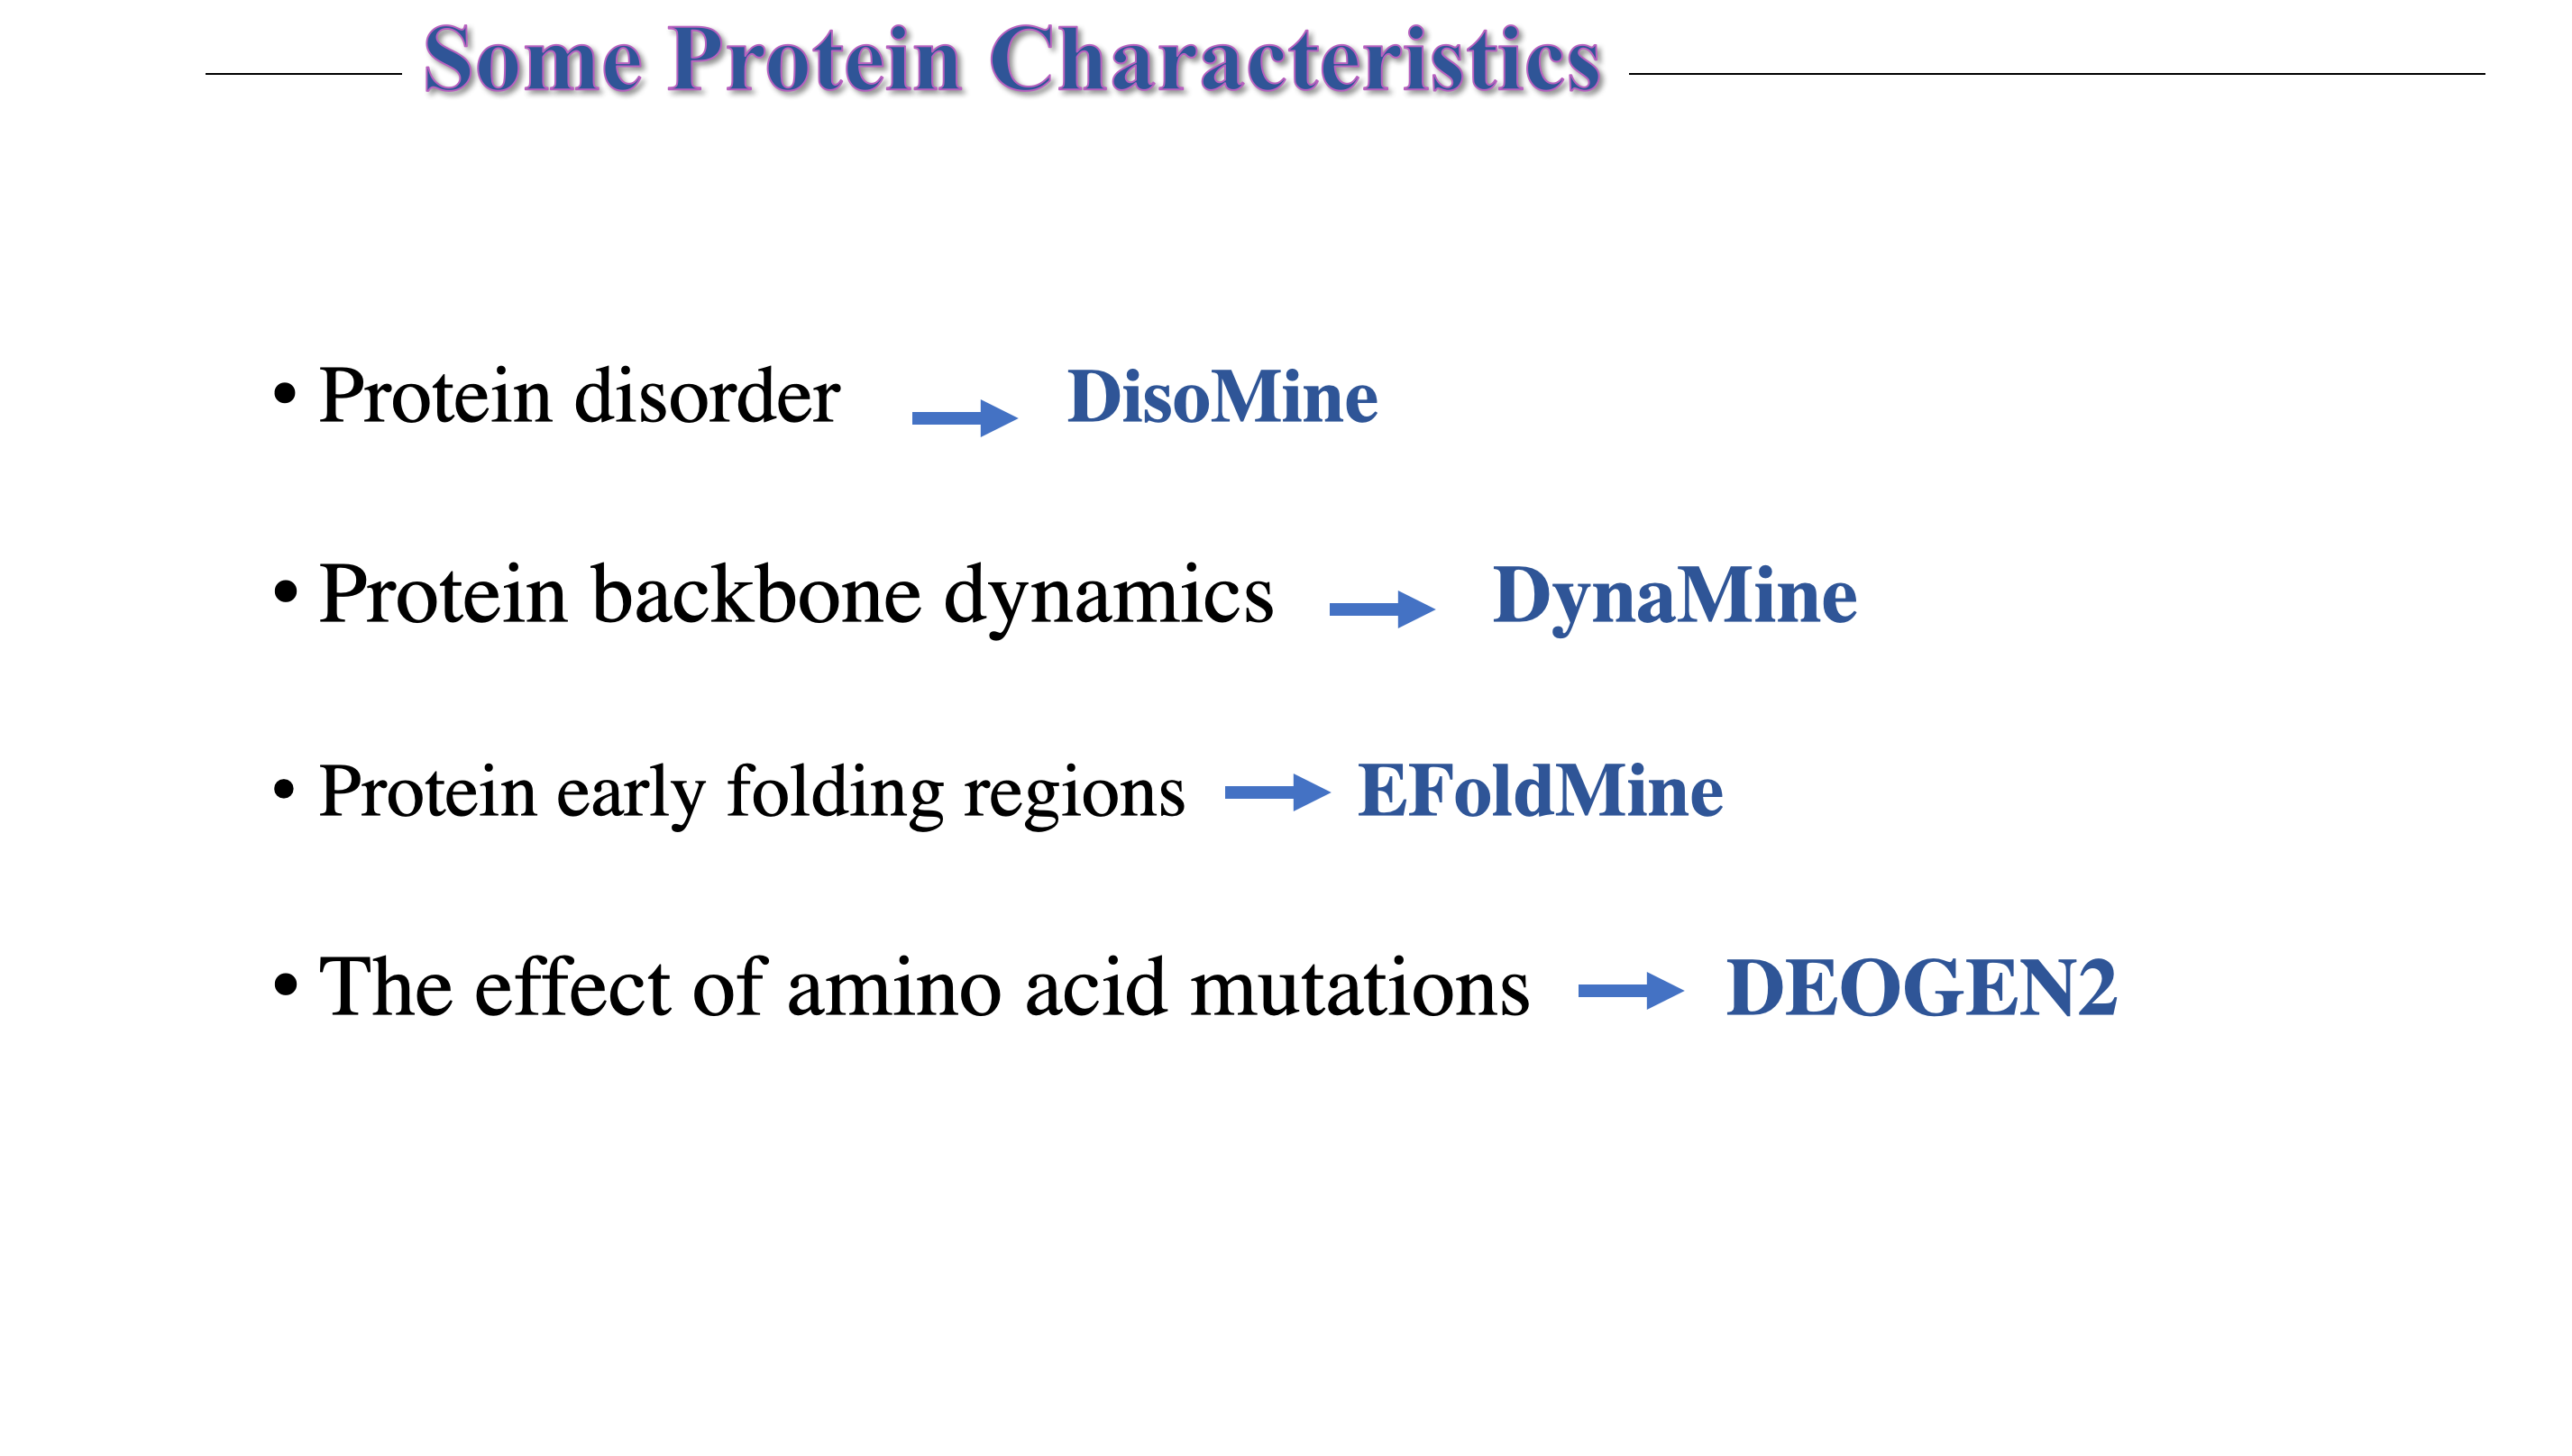 Some Protein Characteristics
• Protein disorder DisoMine
• Protein backbone dynamics DynaMine
• Protein early folding regions EFoldMine
• The effect of amino acid mutations DEOGEN2